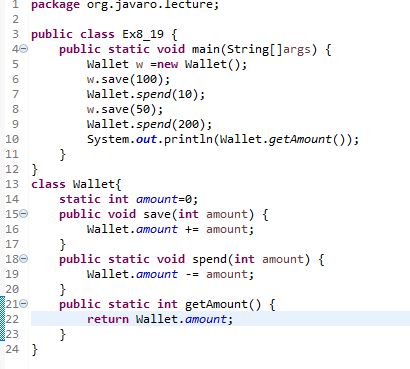 1 package org.javaro.lecture;
2
3 public class Ex8_19 {
4     public static void main(String[]args) {
5         Wallet w =new Wallet();
6         w.save(100);
7         Wallet.spend(10);
8         w.save(50);
9         Wallet.spend(200);
10         System.out.println(Wallet.getAmount());
11     }
12 }
13 class Wallet{
14     static int amount=0;
15     public void save(int amount) {
16         Wallet.amount += amount;
17     }
18     public static void spend(int amount) {
19         Wallet.amount -= amount;
20     }
21     public static int getAmount() {
22         return Wallet.amount;
23     }
24 }